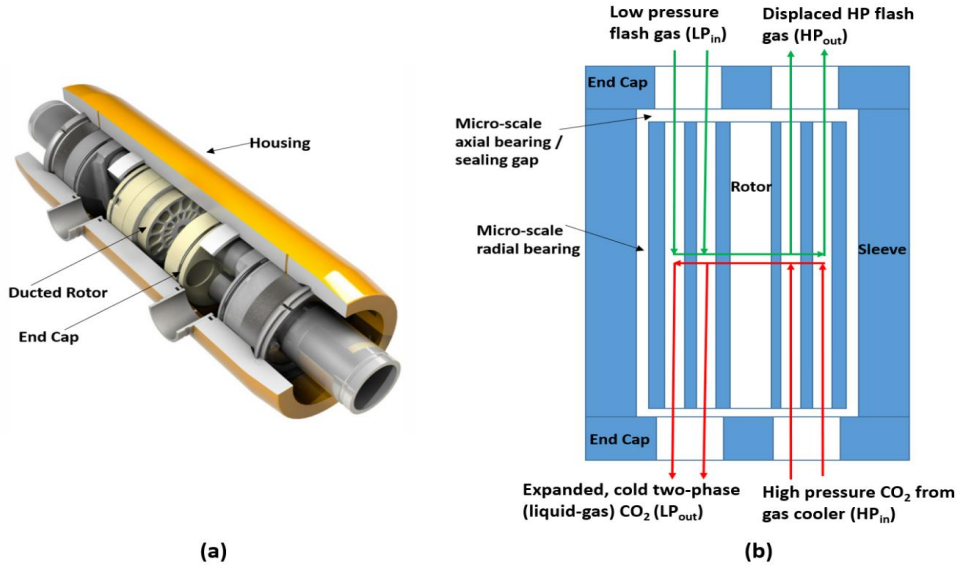 Housing
Ducted Rotor
End Cap
(a)
Low pressure
flash gas (LPin)
Displaced HP flash
gas (HPout)
End Cap
Micro-scale
axial bearing /
sealing gap
Rotor
Micro-scale
radial bearing
Sleeve
End Cap
Expanded, cold two-phase
(liquid-gas) CO2 (LPout)
High pressure CO2 from
gas cooler (HPin)
(b)